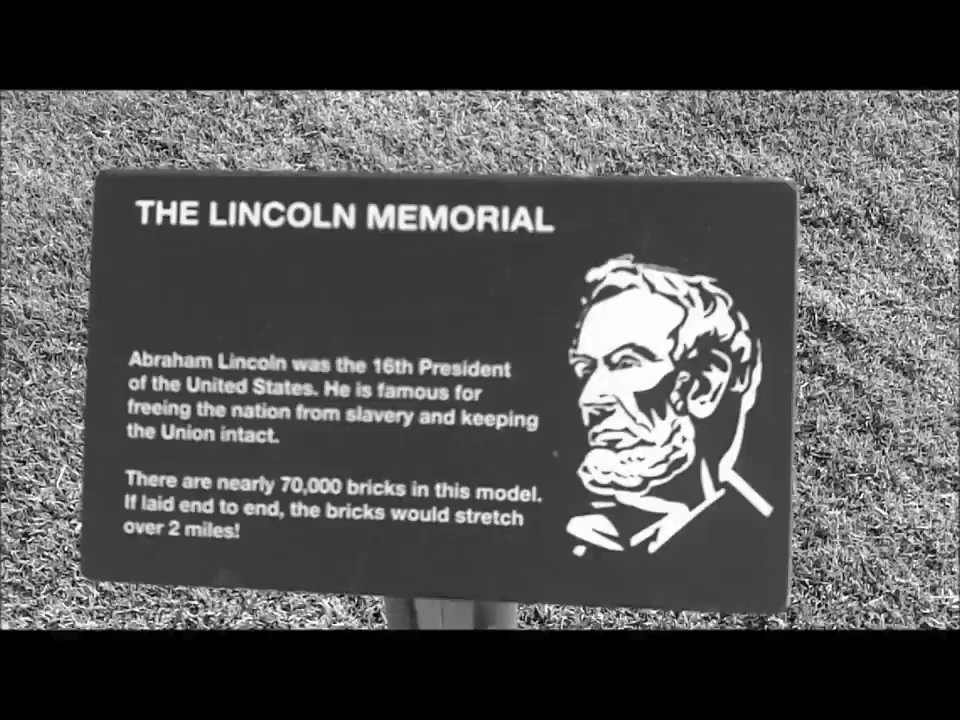 THE LINCOLN MEMORIAL
Abraham Lincoln was the 16th President
of the United States. He is famous for
freeing the nation from slavery and keeping
the Union intact.
There are nearly 70,000 bricks in this model.
If laid end to end, the bricks would stretch
over 2 miles!